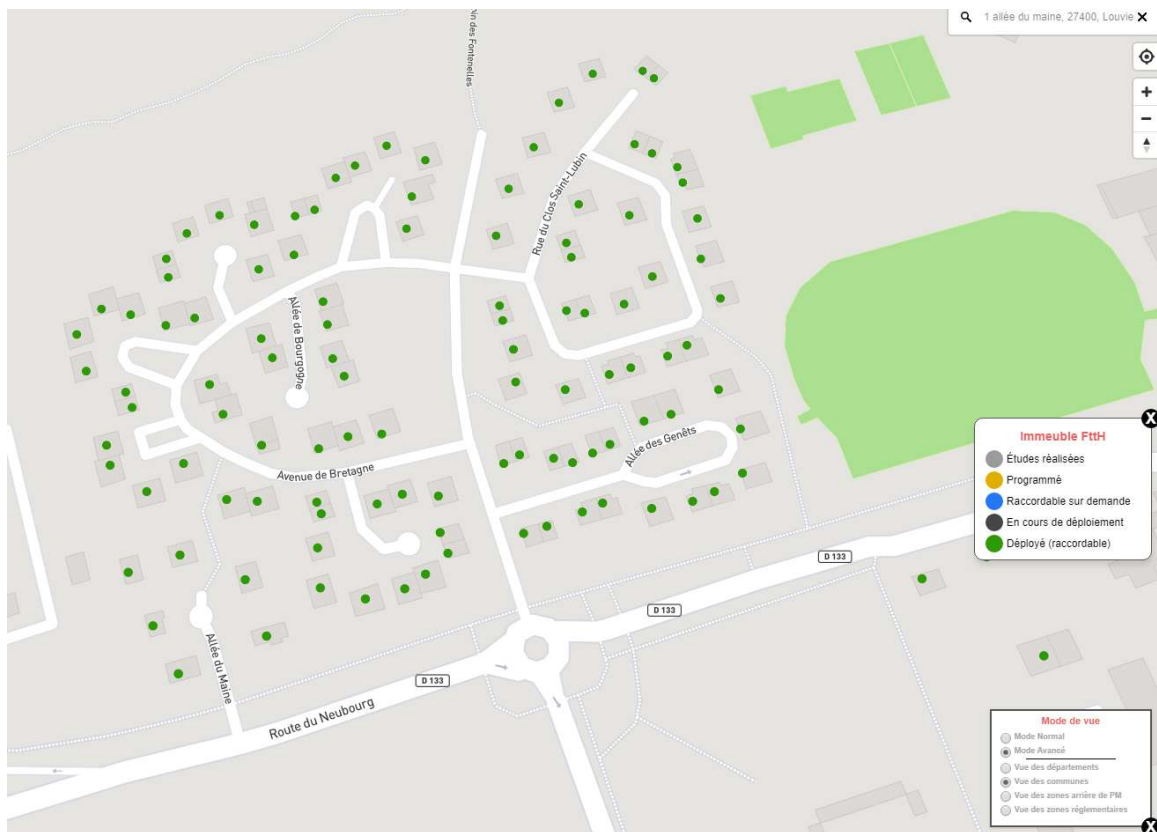 1 allée du maine, 27400, Louvie X
in des Fontenelles
Rue du Clos Saint-Lubin
Allée de Bourgogne
Avenue de Bretagne
Allée des Genêts
Immeuble FttH
Études réalisées
Programmé
Raccordable sur demande
En cours de déploiement
Déployé (raccordable)
D 133
D 133
D 133
Allée du Maine
Route du Neubourg
Mode de vue
Mode Normal
Mode Avancé
Vue des départements
Vue des communes
Vue des zones arrière de PM
Vue des zones réglementaires
X
X